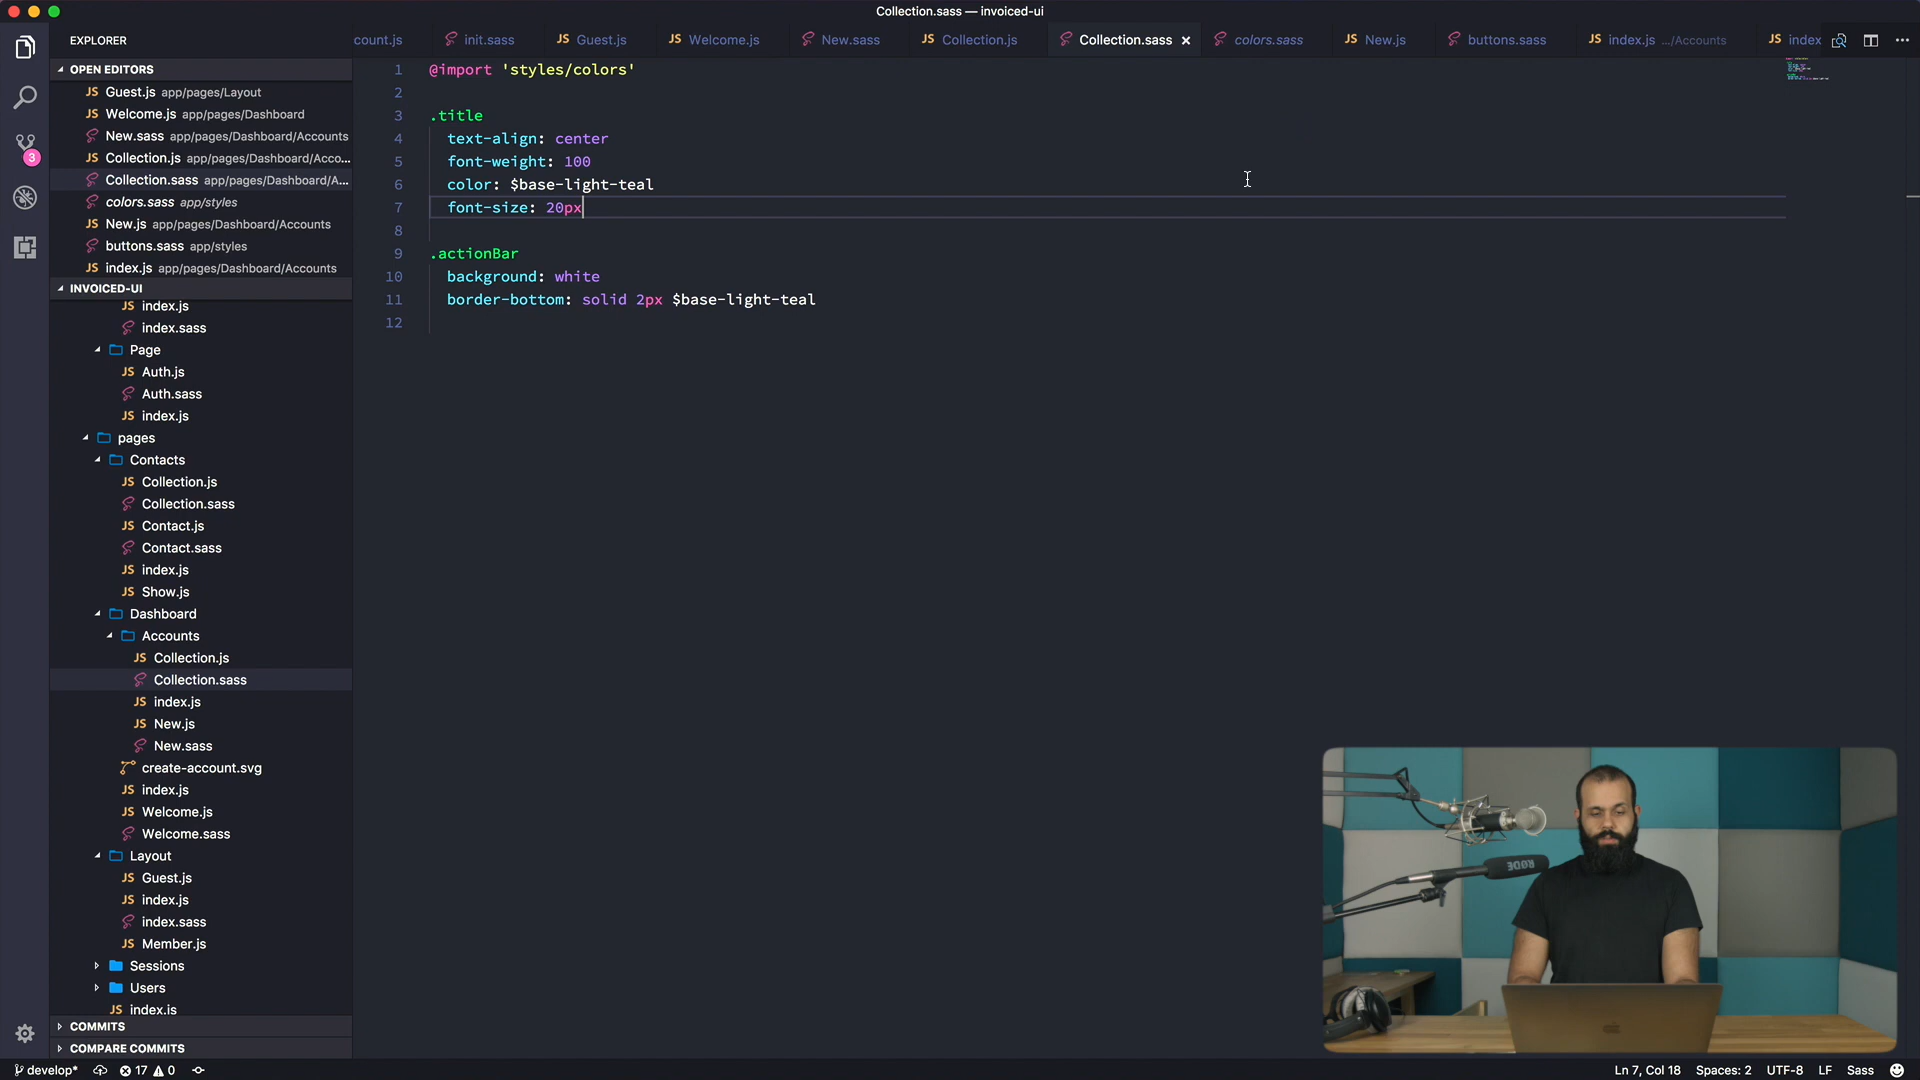 Collection.sass — invoiced-ui
EXPLORER
count.js
init.sass
JS Guest.js
JS Welcome.js
New.sass
JS Collection.js
Collection.sass ×
colors.sass
JS New.js
buttons.sass
JS index.js .../Accounts
JS index
OPEN EDITORS
JS Guest.js app/pages/Layout
JS Welcome.js app/pages/Dashboard
New.sass app/pages/Dashboard/Accounts
JS Collection.js app/pages/Dashboard/Acco...
Collection.sass app/pages/Dashboard/A...
colors.sass app/styles
JS New.js app/pages/Dashboard/Accounts
buttons.sass app/styles
JS index.js app/pages/Dashboard/Accounts
INVOICED-UI
JS index.js
index.sass
Page
JS Auth.js
Auth.sass
JS index.js
pages
Contacts
JS Collection.js
Collection.sass
JS Contact.js
Contact.sass
JS index.js
JS Show.js
Dashboard
Accounts
JS Collection.js
Collection.sass
JS index.js
JS New.js
New.sass
create-account.svg
JS index.js
JS Welcome.js
Welcome.sass
Layout
JS Guest.js
JS index.js
index.sass
JS Member.js
Sessions
Users
JS index.js
COMMITS
COMPARE COMMITS
3
1 @import 'styles/colors'
2
3 .title
4 text-align: center
5 font-weight: 100
6 color: $base-light-teal
7 font-size: 20px
8
9 .actionBar
10 background: white
11 border-bottom: solid 2px $base-light-teal
12
RØDE
develop* 17 0
Ln 7, Col 18 Spaces: 2 UTF-8 LF Sass